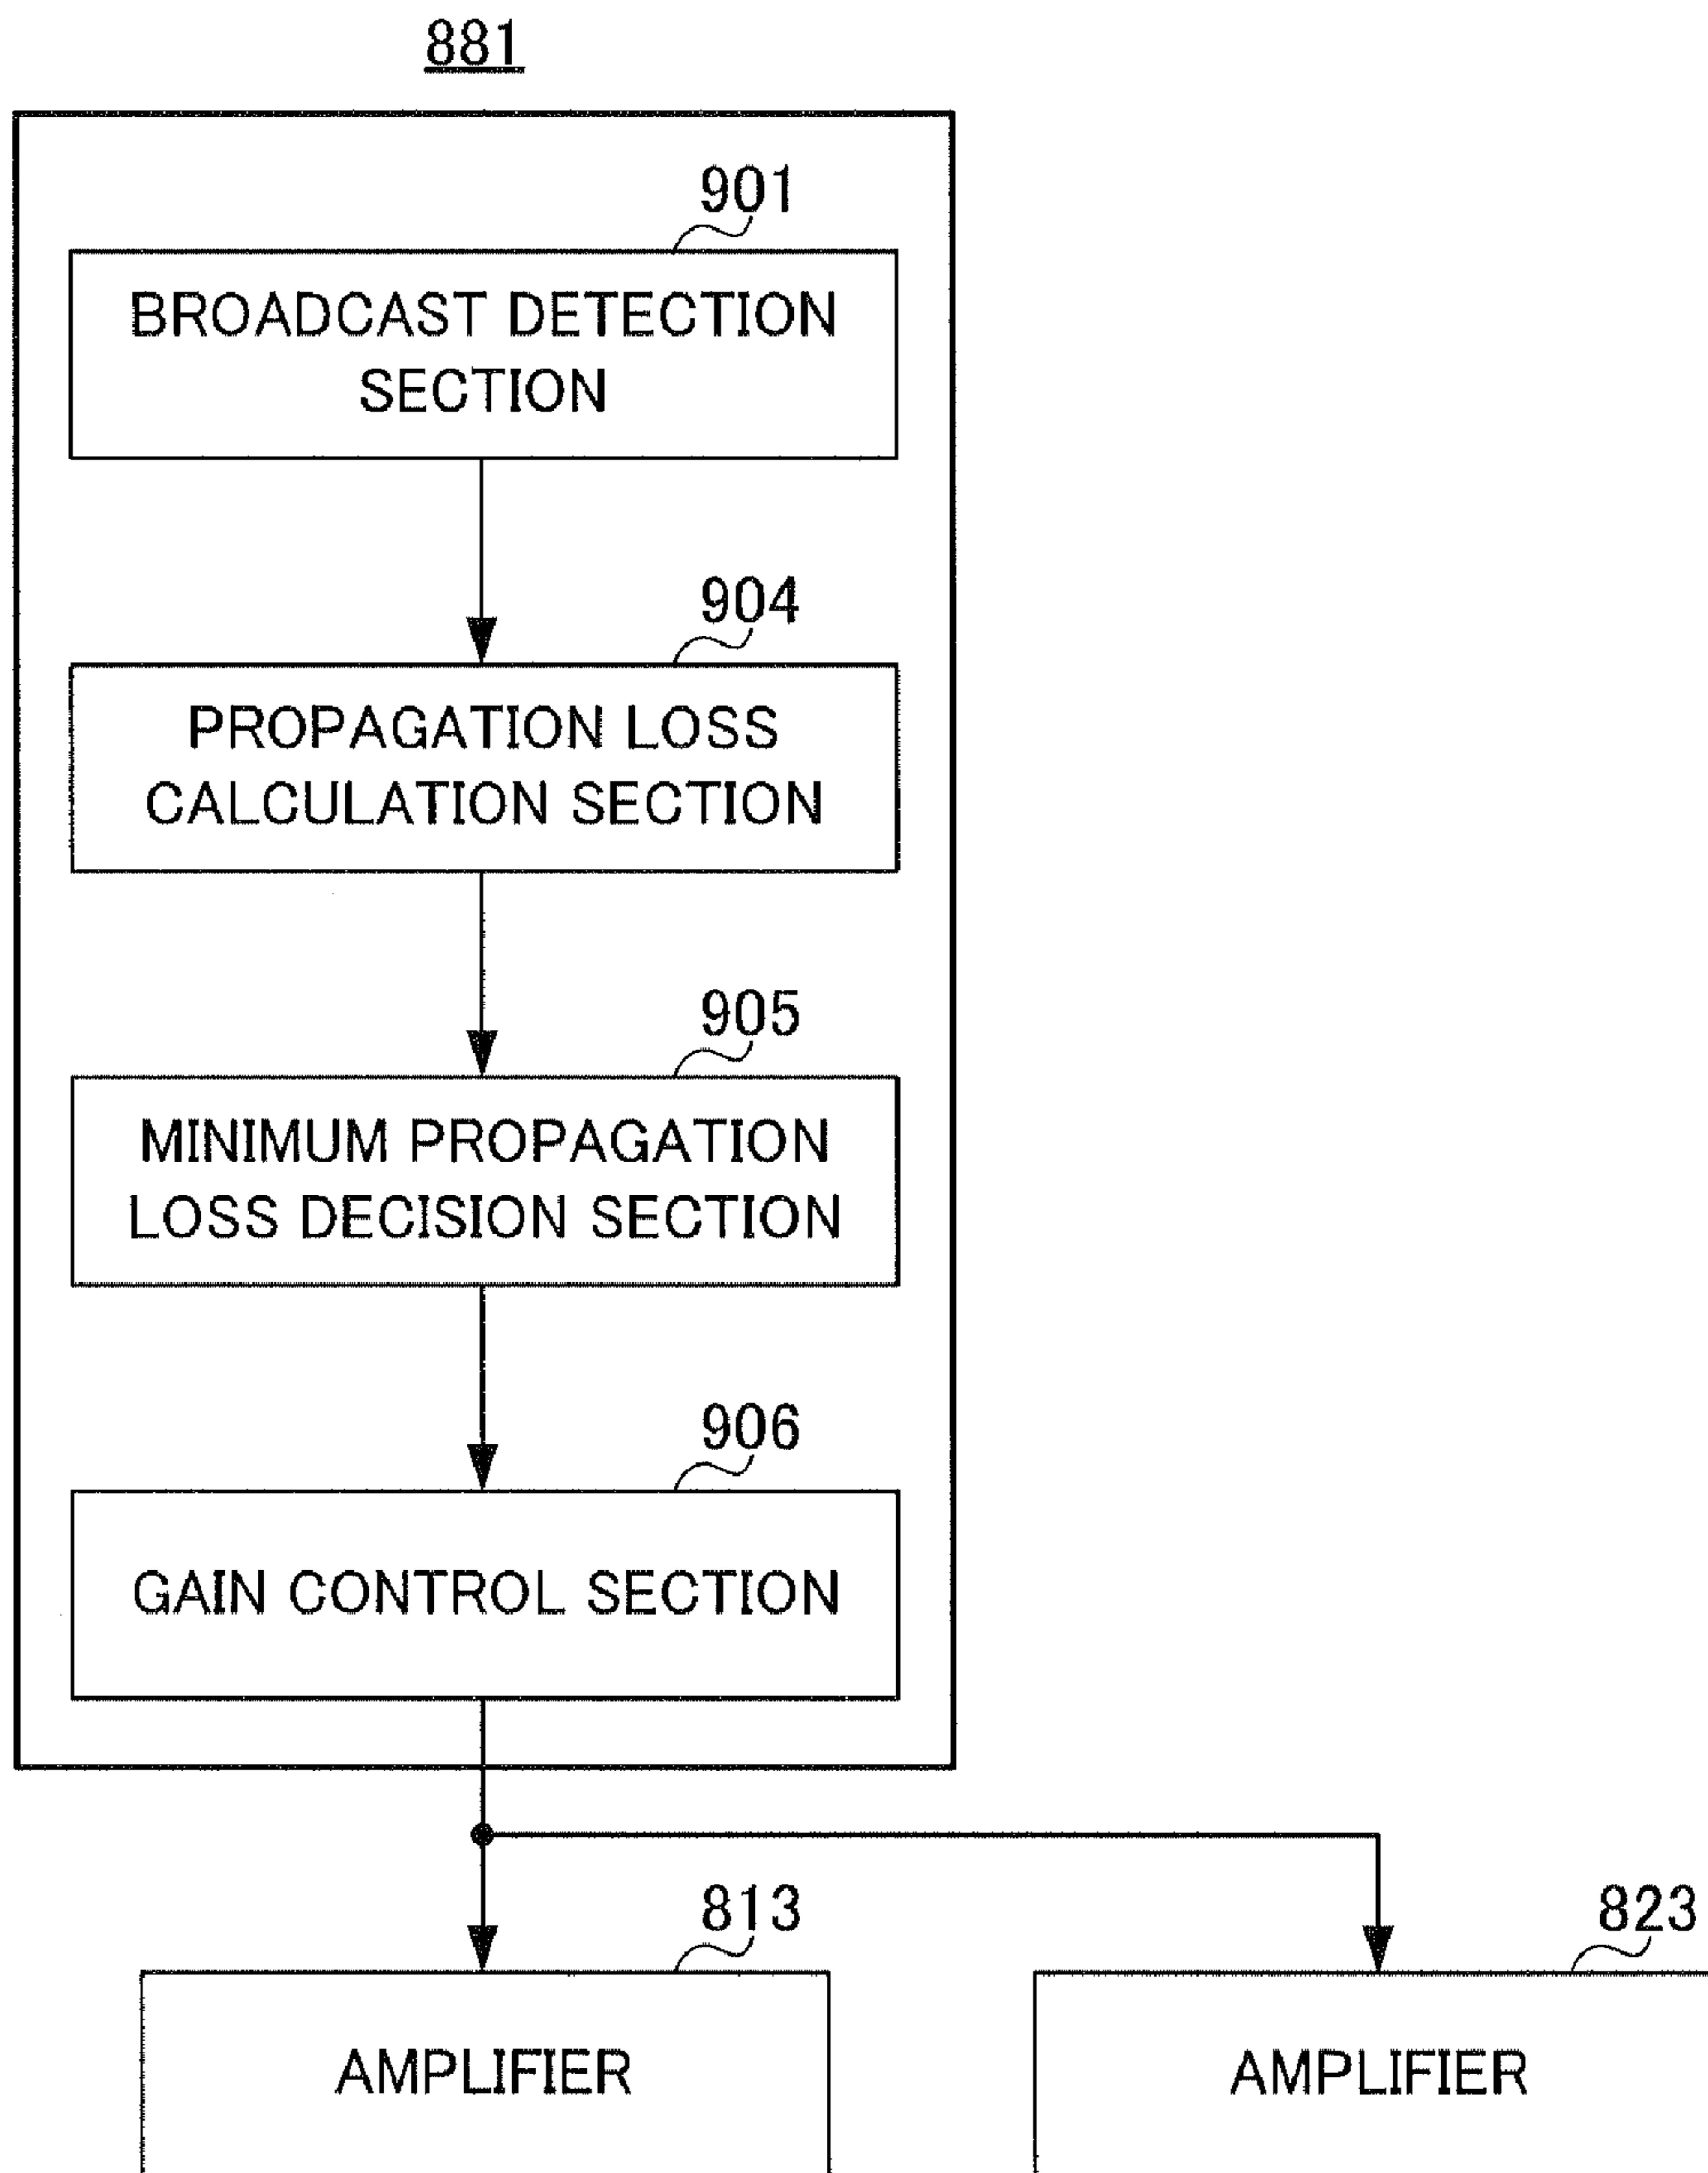 881
901
BROADCAST DETECTION
SECTION
904
PROPAGATION LOSS
CALCULATION SECTION
905
MINIMUM PROPAGATION
LOSS DECISION SECTION
906
GAIN CONTROL SECTION
813
823
AMPLIFIER
AMPLIFIER